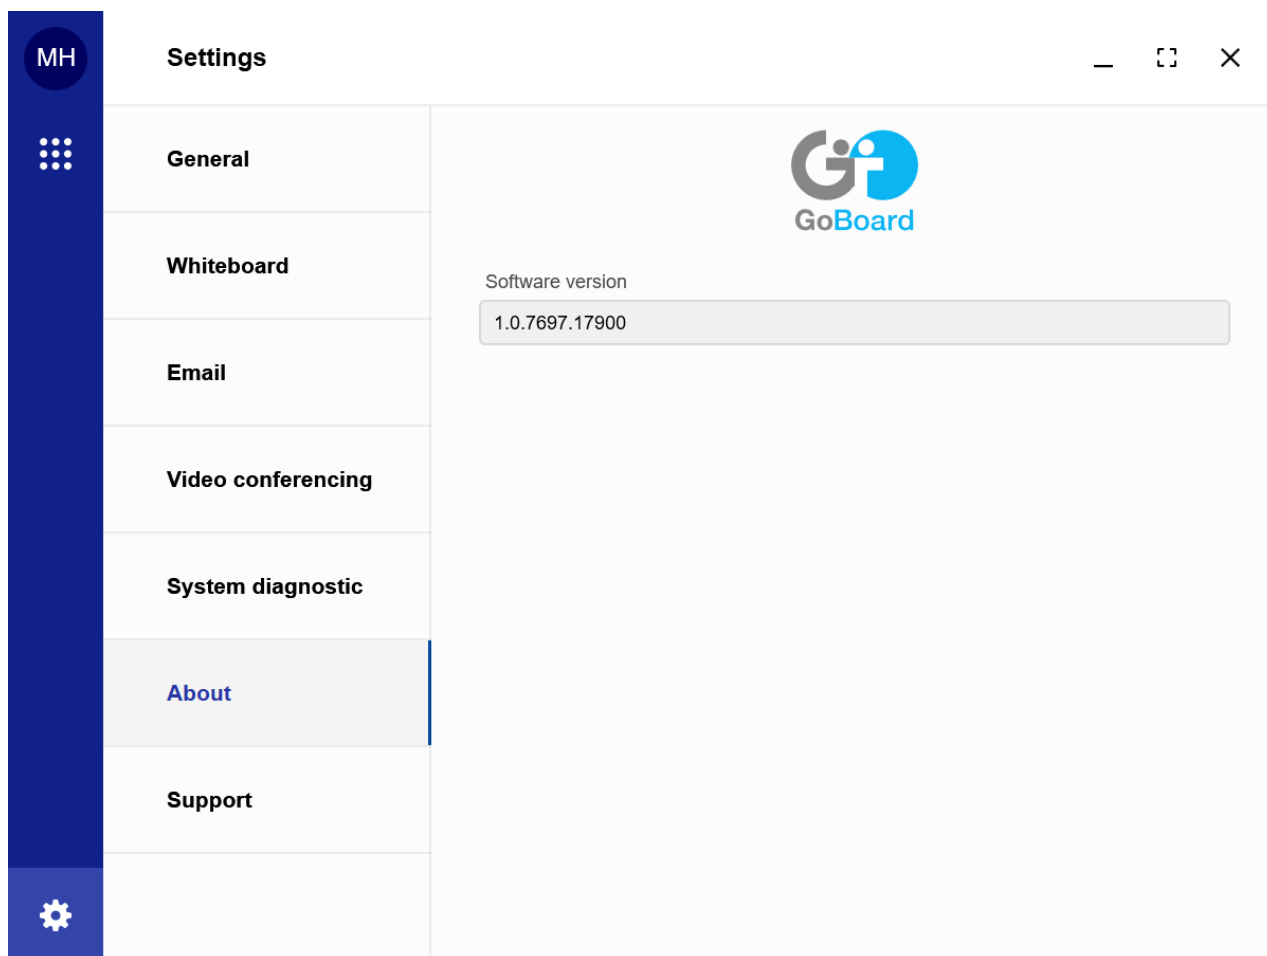 MH
Settings
General
Whiteboard
Email
Video conferencing
System diagnostic
About
Support
GoBoard
Software version
1.0.7697.17900